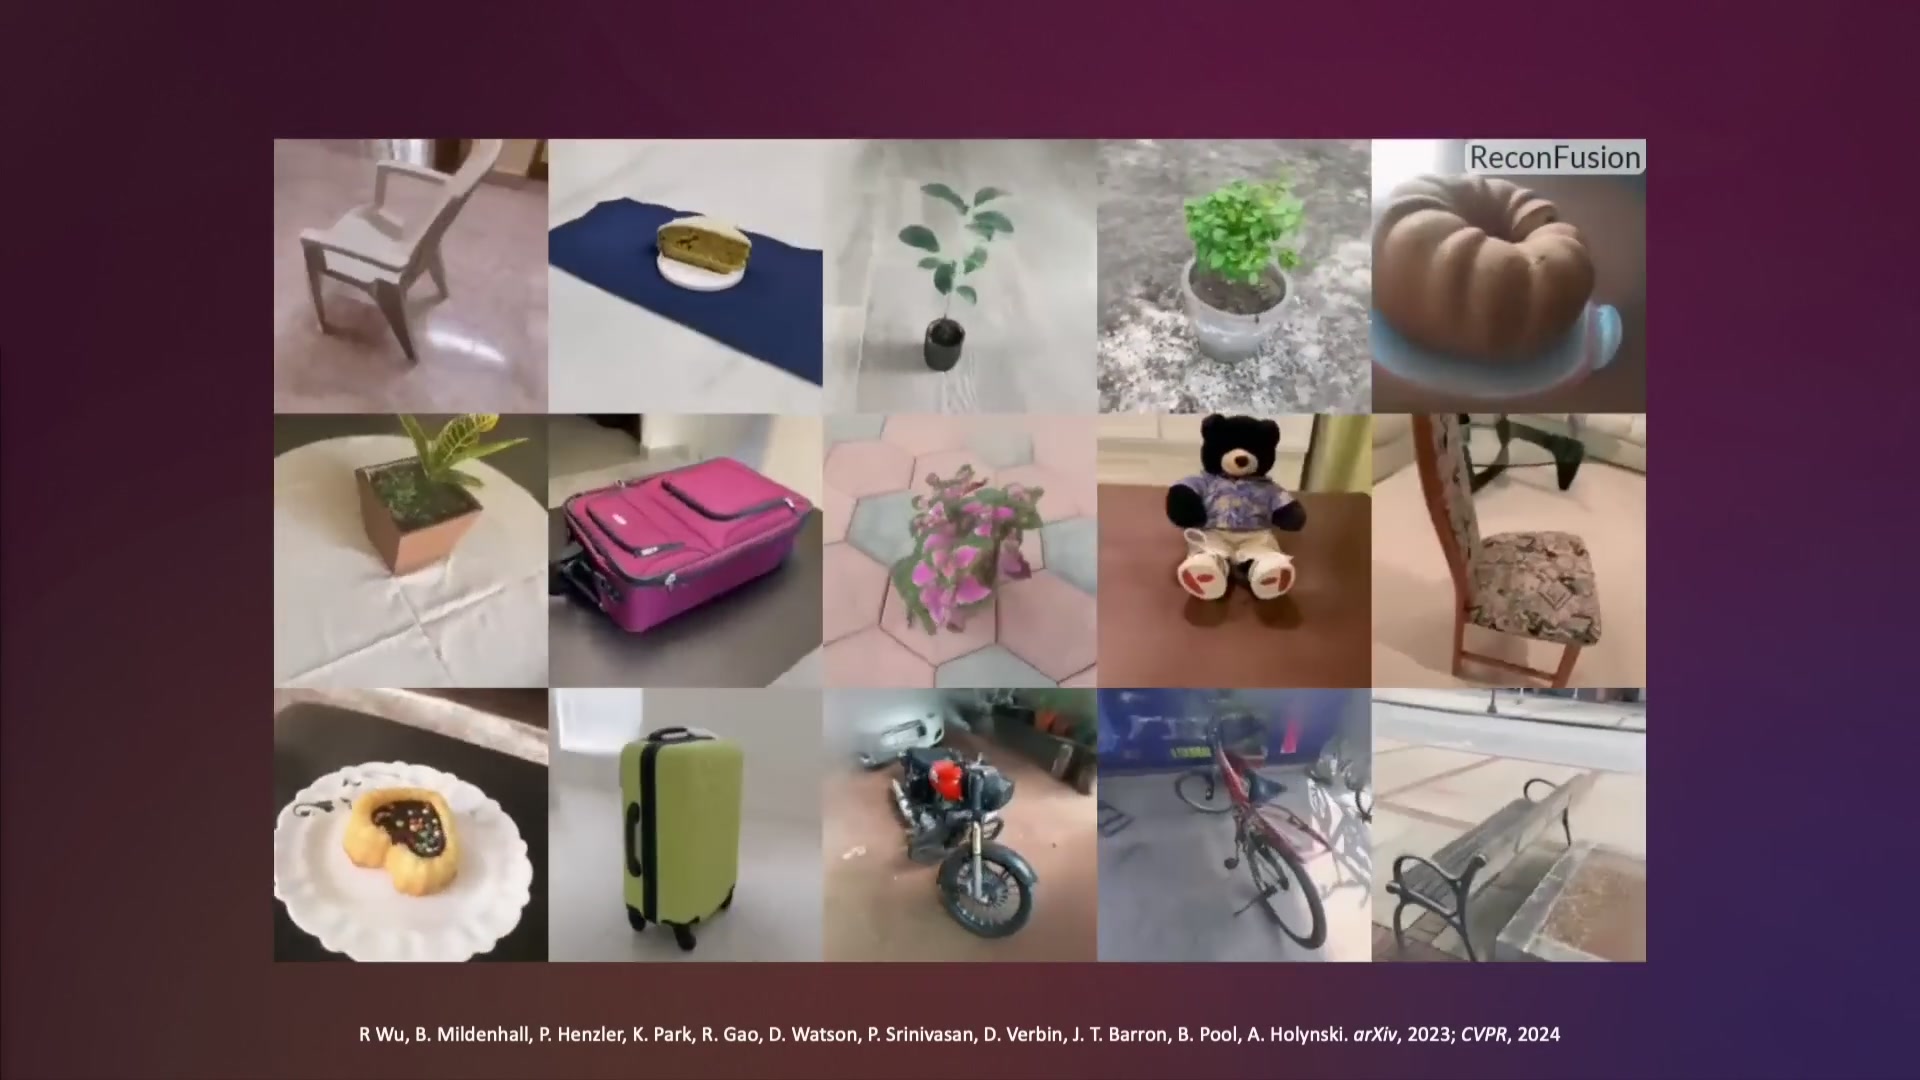 ReconFusion
R Wu, B. Mildenhall, P. Henzler, K. Park, R. Gao, D. Watson, P. Srinivasan, D. Verbin, J. T. Barron, B. Pool, A. Holynski. arXiv, 2023; CVPR, 2024